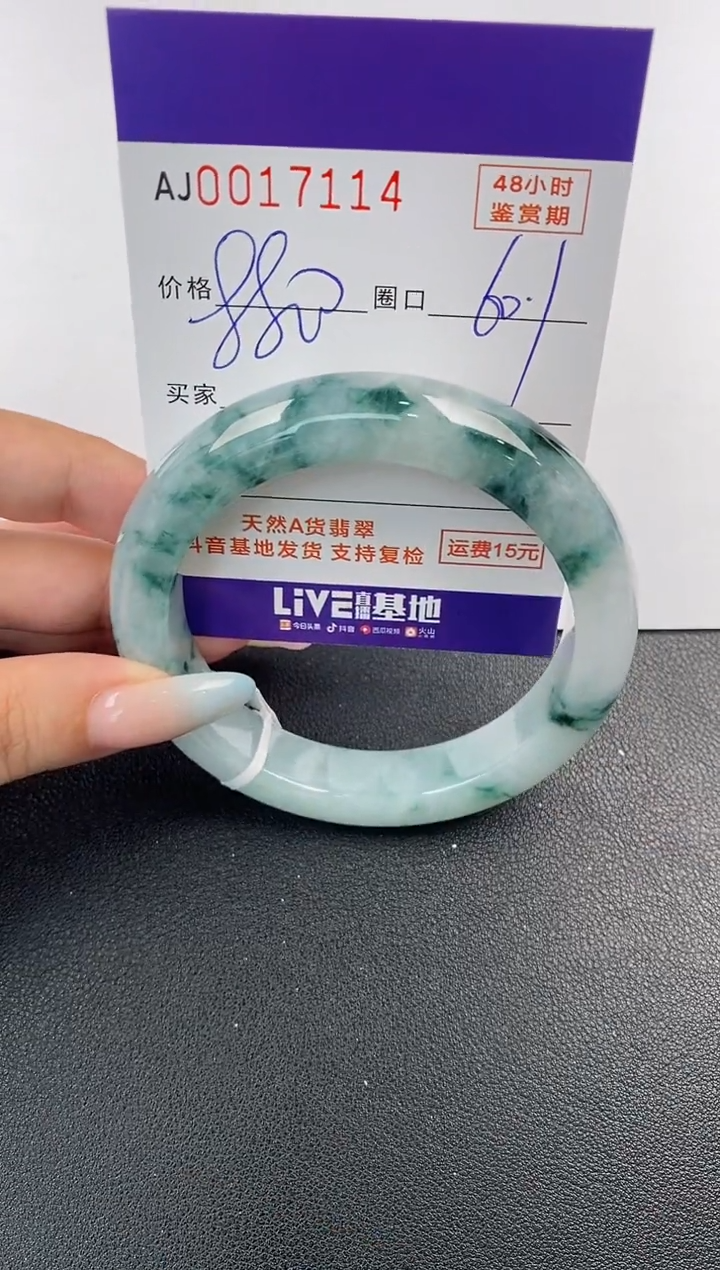 AJ0017114
48小时
鉴赏期
价格 880 圈口 60.1
买家
天然A货翡翠
抖音基地发货 支持复检
运费15元
LiVE直播基地
今日头条 抖音 西瓜视频 火山